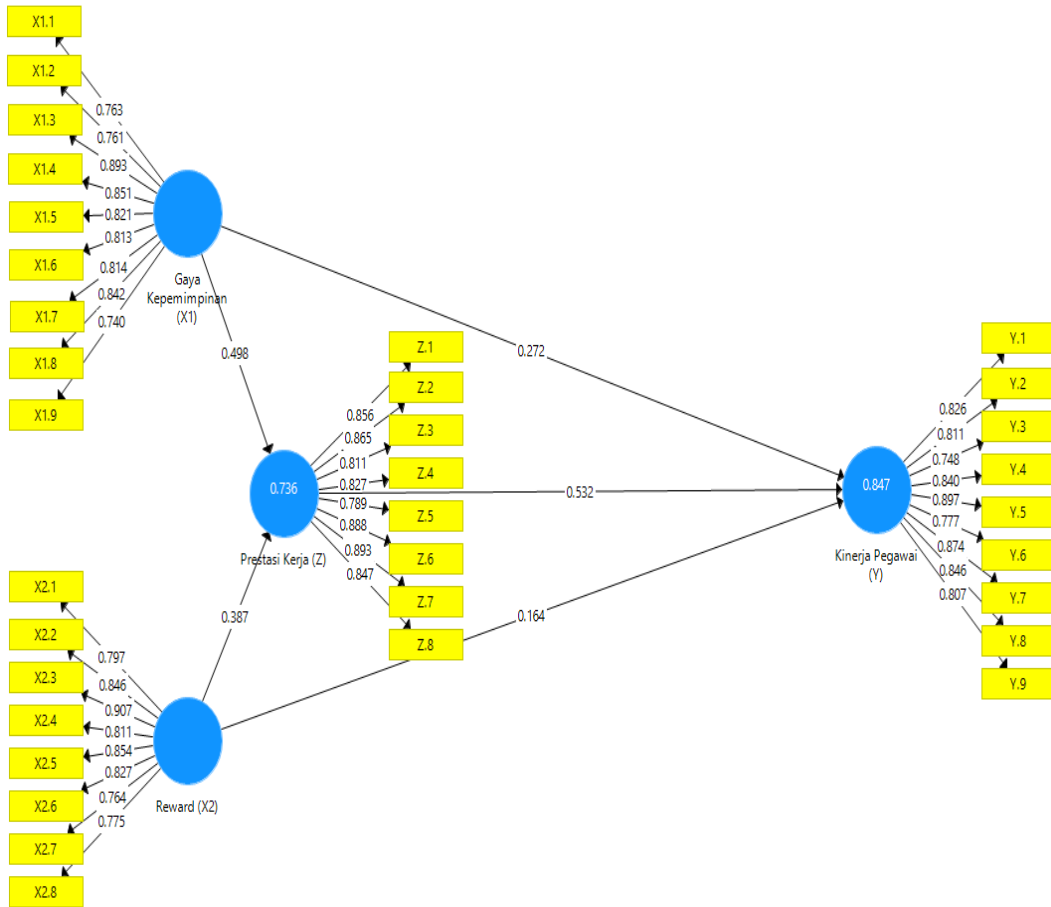 X1.1
X1.2
X1.3
X1.4
X1.5
X1.6
X1.7
X1.8
X1.9
0.763
0.761
0.893
0.851
0.821
0.813
0.814
0.842
0.740
Gaya
Kepemimpinan
(X1)
0.498
0.272
Z.1
Z.2
Z.3
Z.4
Z.5
Z.6
Z.7
Z.8
0.856
0.865
0.811
0.827
0.789
0.888
0.893
0.847
0.736
Prestasi Kerja (Z)
0.532
0.387
0.164
X2.1
X2.2
X2.3
X2.4
X2.5
X2.6
X2.7
X2.8
0.797
0.846
0.907
0.811
0.854
0.827
0.764
0.775
Reward (X2)
Y.1
Y.2
Y.3
Y.4
Y.5
Y.6
Y.7
Y.8
Y.9
0.826
0.811
0.748
0.840
0.897
0.777
0.874
0.846
0.807
0.847
Kinerja Pegawai
(Y)